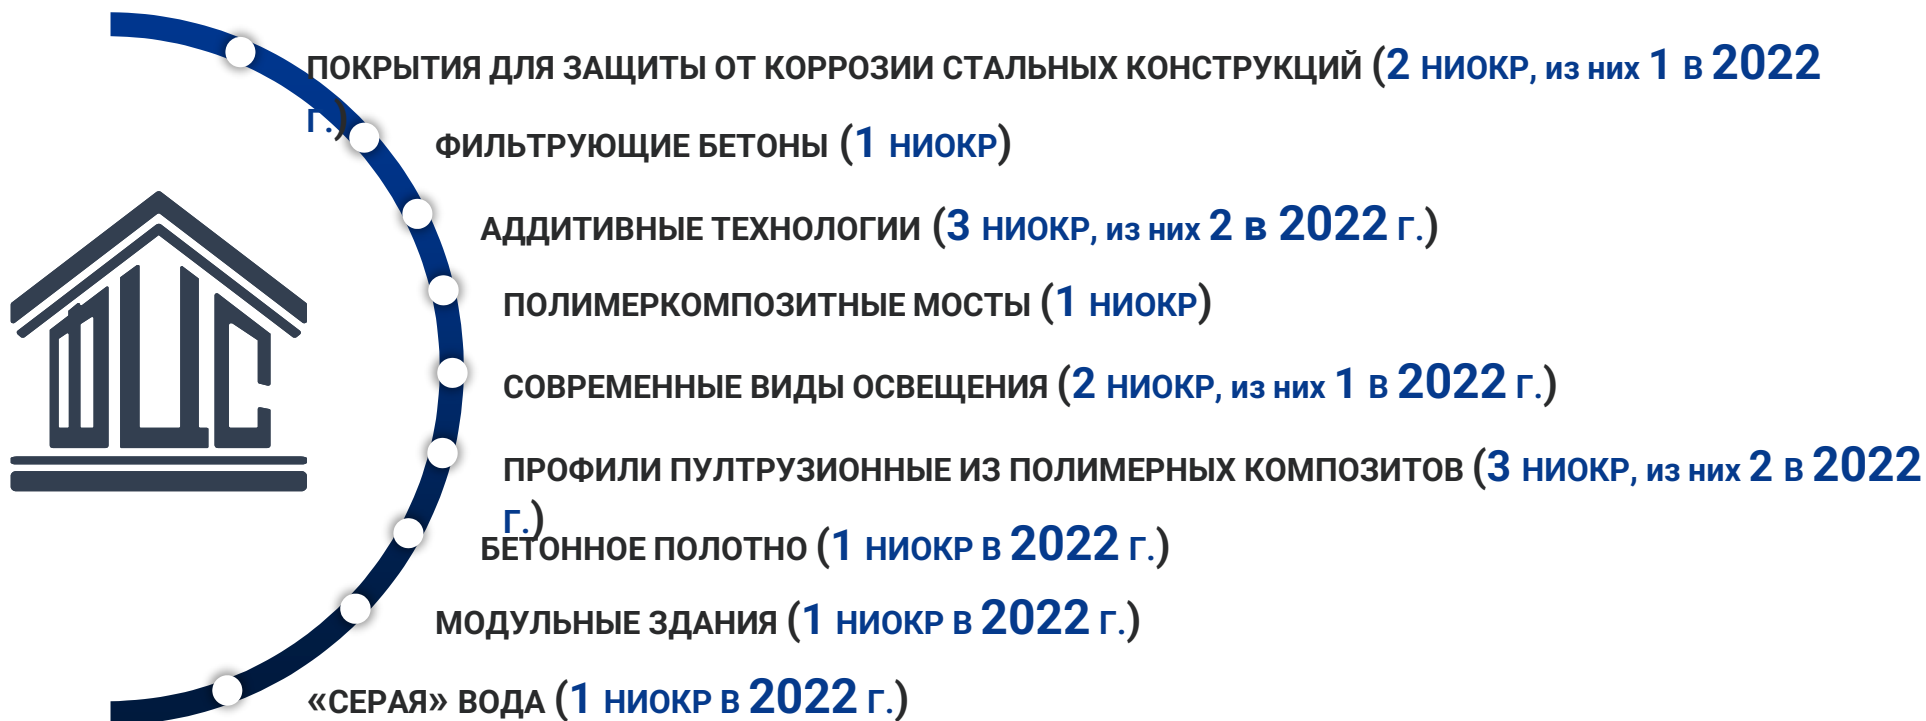 ПОКРЫТИЯ ДЛЯ ЗАЩИТЫ ОТ КОРРОЗИИ СТАЛЬНЫХ КОНСТРУКЦИЙ (2 НИОКР, из них 1 В 2022
Г.)
ФИЛЬТРУЮЩИЕ БЕТОНЫ (1 НИОКР)
АДДИТИВНЫЕ ТЕХНОЛОГИИ (3 НИОКР, из них 2 в 2022 Г.)
ПОЛИМЕРКОМПОЗИТНЫЕ МОСТЫ (1 НИОКР)
ФЦС
СОВРЕМЕННЫЕ ВИДЫ ОСВЕЩЕНИЯ (2 НИОКР, из них 1 В 2022 Г.)
ПРОФИЛИ ПУЛТРУЗИОННЫЕ ИЗ ПОЛИМЕРНЫХ КОМПОЗИТОВ (3 НИОКР, из них 2 В 2022
Г.)
БЕТОННОЕ ПОЛОТНО (1 НИОКР В 2022 Г.)
МОДУЛЬНЫЕ ЗДАНИЯ (1 НИОКР В 2022 Г.)
«СЕРАЯ» ВОДА (1 НИОКР В 2022 Г.)